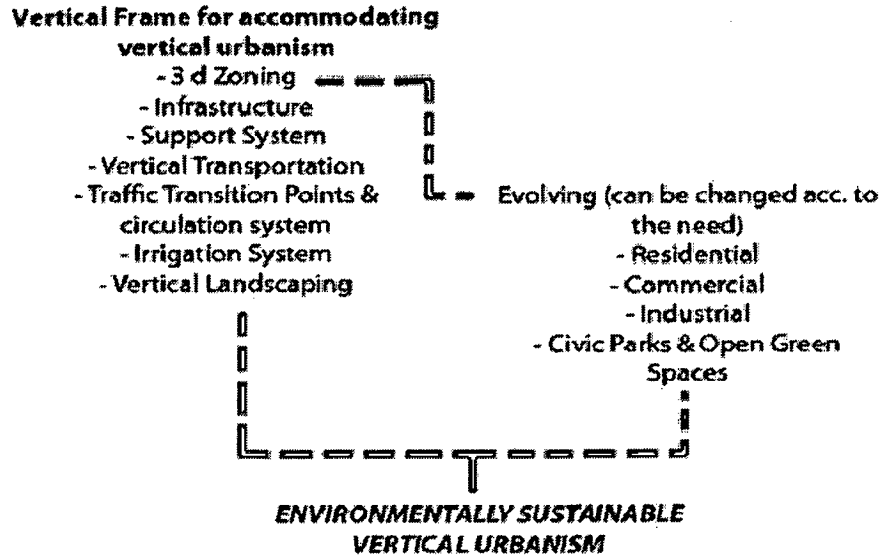 Vertical Frame for accommodating
vertical urbanism
- 3 d Zoning
- Infrastructure
- Support System
- Vertical Transportation
- Traffic Transition Points &
circulation system
- Irrigation System
- Vertical Landscaping
Evolving (can be changed acc. to
the need)
- Residential
- Commercial
- Industrial
- Civic Parks & Open Green
Spaces
ENVIRONMENTALLY SUSTAINABLE
VERTICAL URBANISM